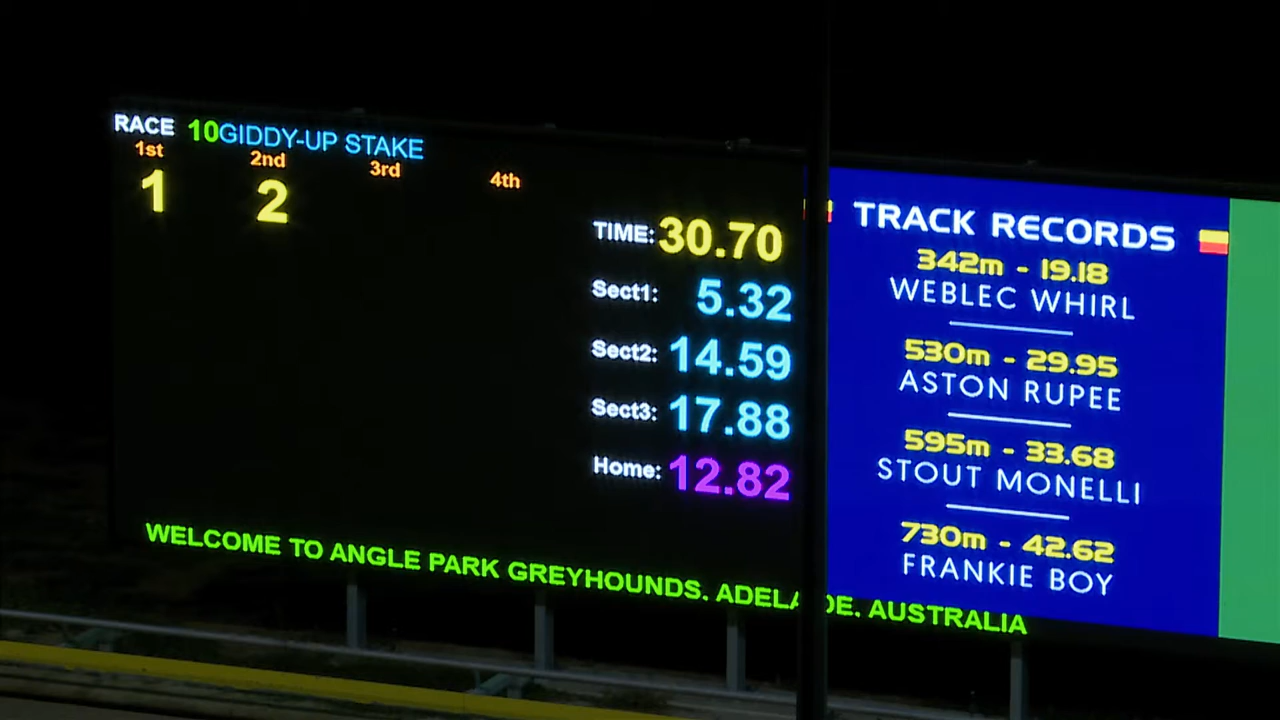 RACE 10GIDDY-UP STAKE
1st 2nd 3rd 4th
1 2
TIME: 30.70
Sect1: 5.32
Sect2: 14.59
Sect3: 17.88
Home: 12.82
TRACK RECORDS
342m - 19.18
WEBLEC WHIRL
530m - 29.95
ASTON RUPEE
595m - 33.68
STOUT MONELLI
730m - 42.62
FRANKIE BOY
WELCOME TO ANGLE PARK GREYHOUNDS. ADELAIDE. AUSTRALIA